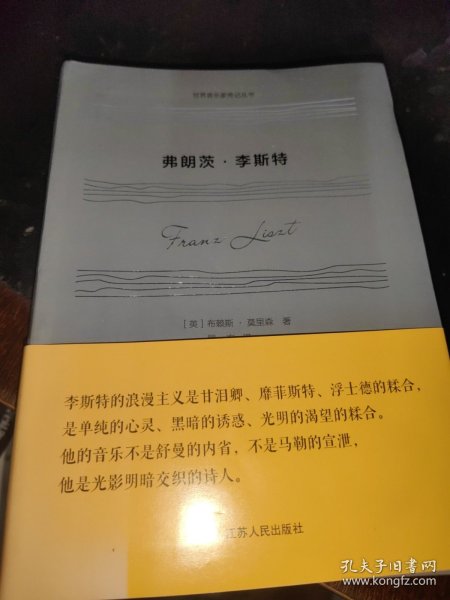 世界音乐家传记丛书
弗朗茨·李斯特
Franz Liszt
[英]布赖斯·莫里森 著
李斯特的浪漫主义是甘泪卿、靡菲斯特、浮士德的糅合，
是单纯的心灵、黑暗的诱惑、光明的渴望的糅合。
他的音乐不是舒曼的内省，不是马勒的宣泄，
他是光影明暗交织的诗人。
江苏人民出版社
孔夫子旧书网
www.kongfz.com